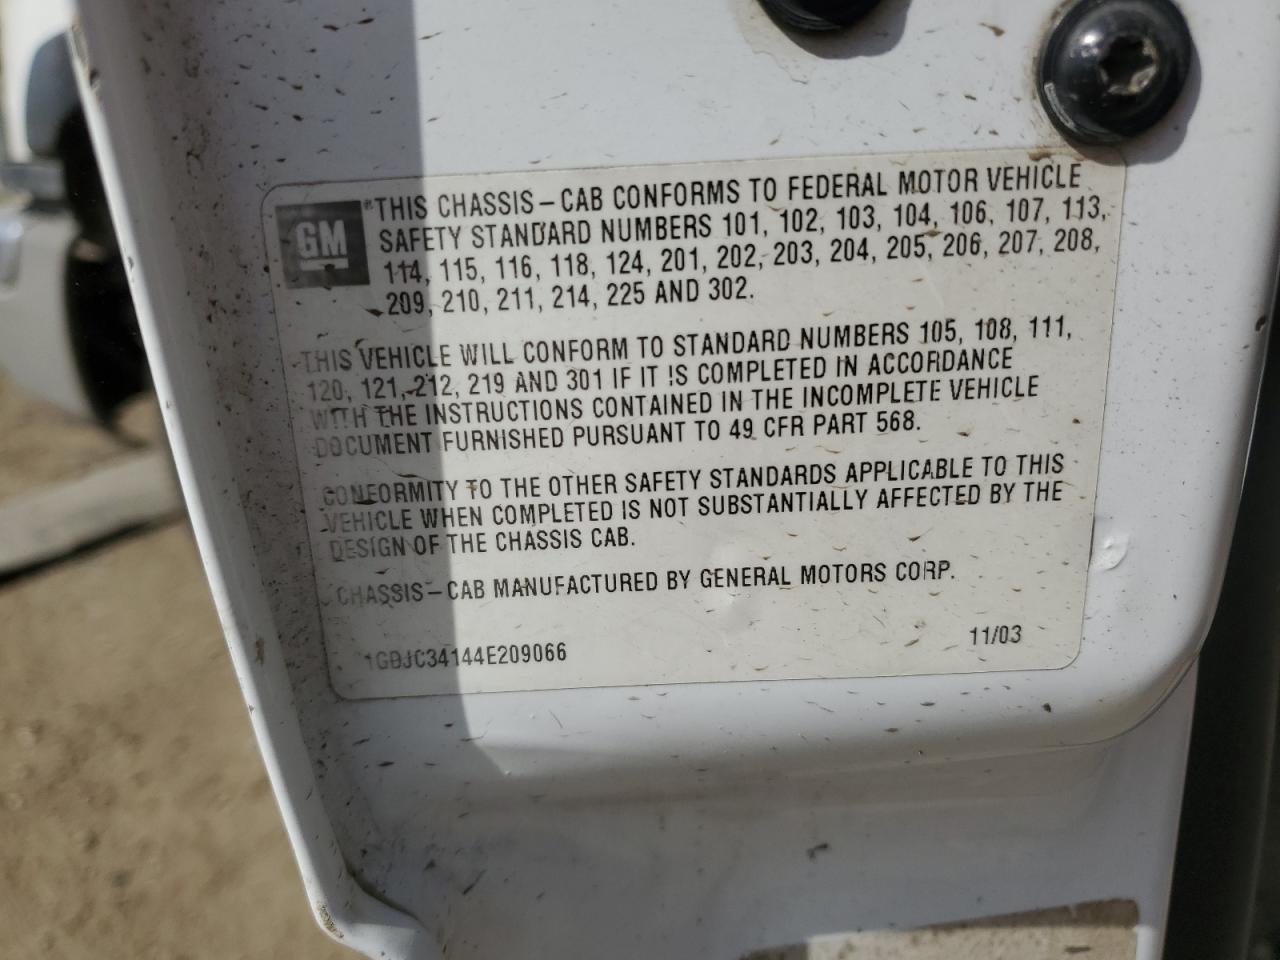 GM
®THIS CHASSIS-CAB CONFORMS TO FEDERAL MOTOR VEHICLE
SAFETY STANDARD NUMBERS 101, 102, 103, 104, 106, 107, 113,
114, 115, 116, 118, 124, 201, 202, 203, 204, 205, 206, 207, 208,
209, 210, 211, 214, 225 AND 302.
THIS VEHICLE WILL CONFORM TO STANDARD NUMBERS 105, 108, 111,
120, 121, 212, 219 AND 301 IF IT IS COMPLETED IN ACCORDANCE
WITH THE INSTRUCTIONS CONTAINED IN THE INCOMPLETE VEHICLE
DOCUMENT FURNISHED PURSUANT TO 49 CFR PART 568.
CONFORMITY TO THE OTHER SAFETY STANDARDS APPLICABLE TO THIS
VEHICLE WHEN COMPLETED IS NOT SUBSTANTIALLY AFFECTED BY THE
DESIGN OF THE CHASSIS CAB.
CHASSIS-CAB MANUFACTURED BY GENERAL MOTORS CORP.
11/03
1GBJC34144E209066